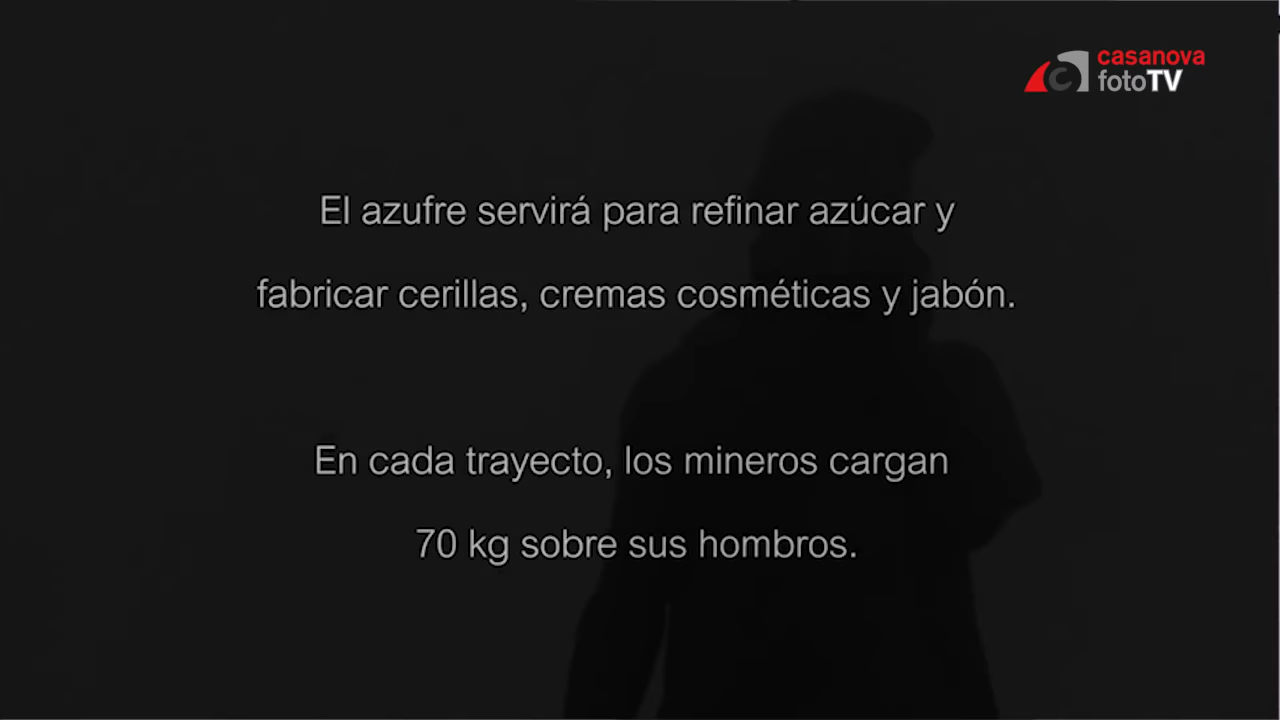 casanova
fotoTV
El azufre servirá para refinar azúcar y
fabricar cerillas, cremas cosméticas y jabón.
En cada trayecto, los mineros cargan
70 kg sobre sus hombros.